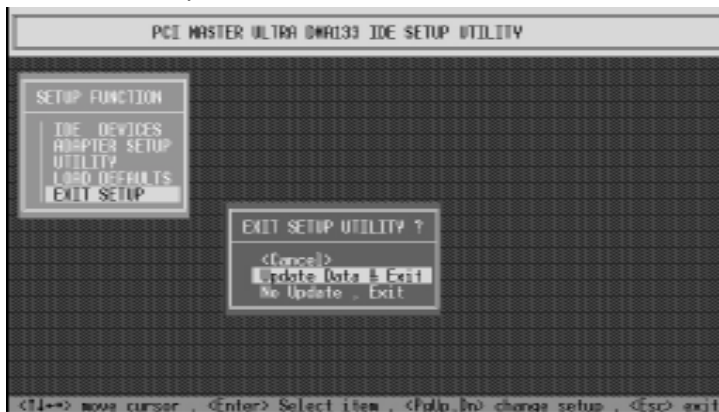 PCI MASTER ULTRA DMA133 IDE SETUP UTILITY
SETUP FUNCTION
IDE DEVICES
ADAPTER SETUP
UTILITY
LOAD DEFAULTS
EXIT SETUP
EXIT SETUP UTILITY ?
<Cancel>
Update Data & Exit
No Update , Exit
<↑↓←→> move cursor , <Enter> Select item , <PgUp,Dn> change setup , <Esc> exit